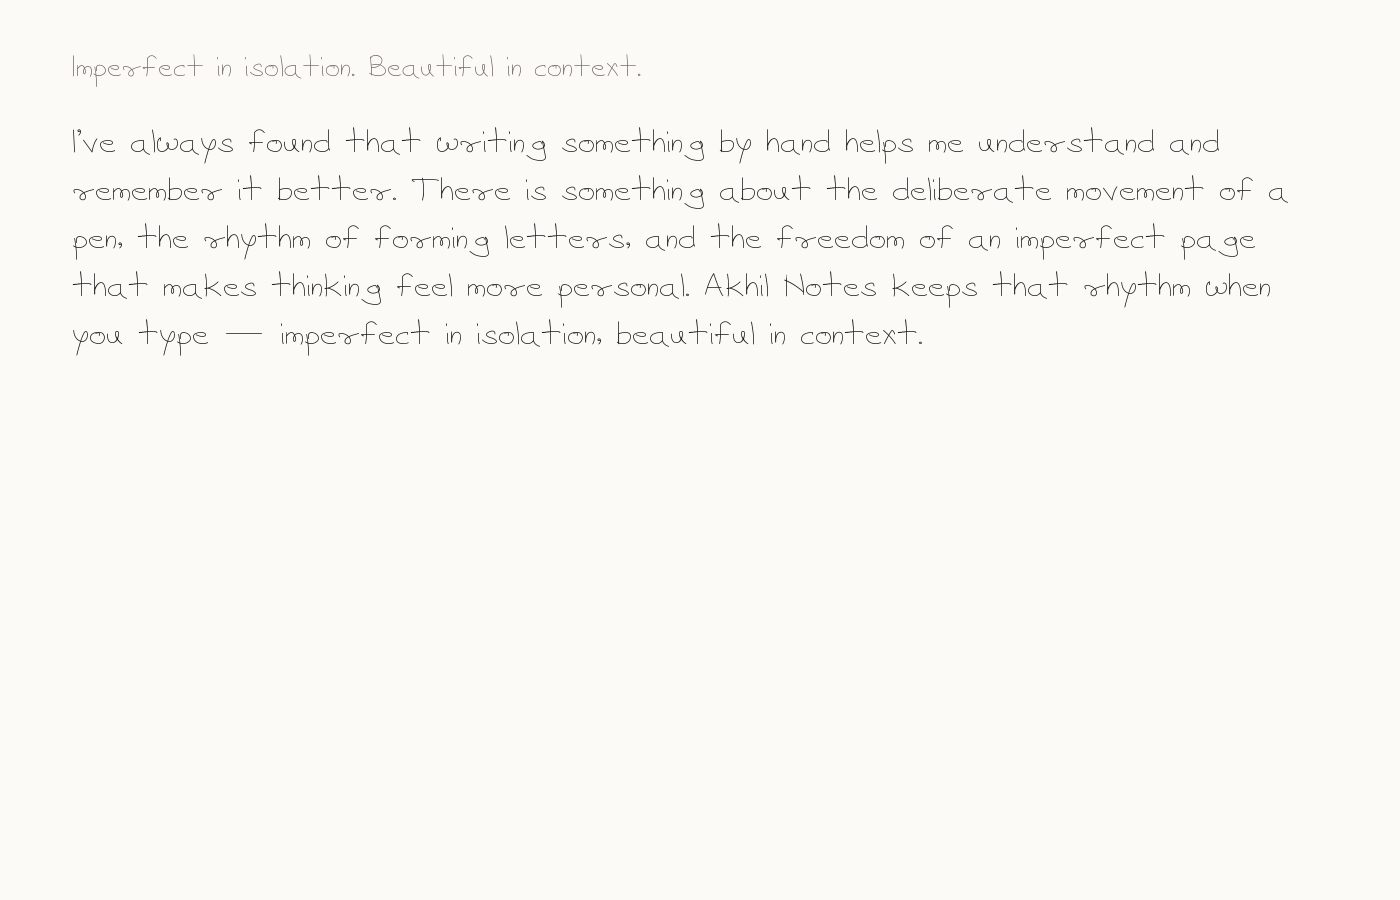 Imperfect in isolation. Beautiful in context.
I've always found that writing something by hand helps me understand and
remember it better. There is something about the deliberate movement of a
pen, the rhythm of forming letters, and the freedom of an imperfect page
that makes thinking feel more personal. Akhil Notes keeps that rhythm when
you type — imperfect in isolation, beautiful in context.